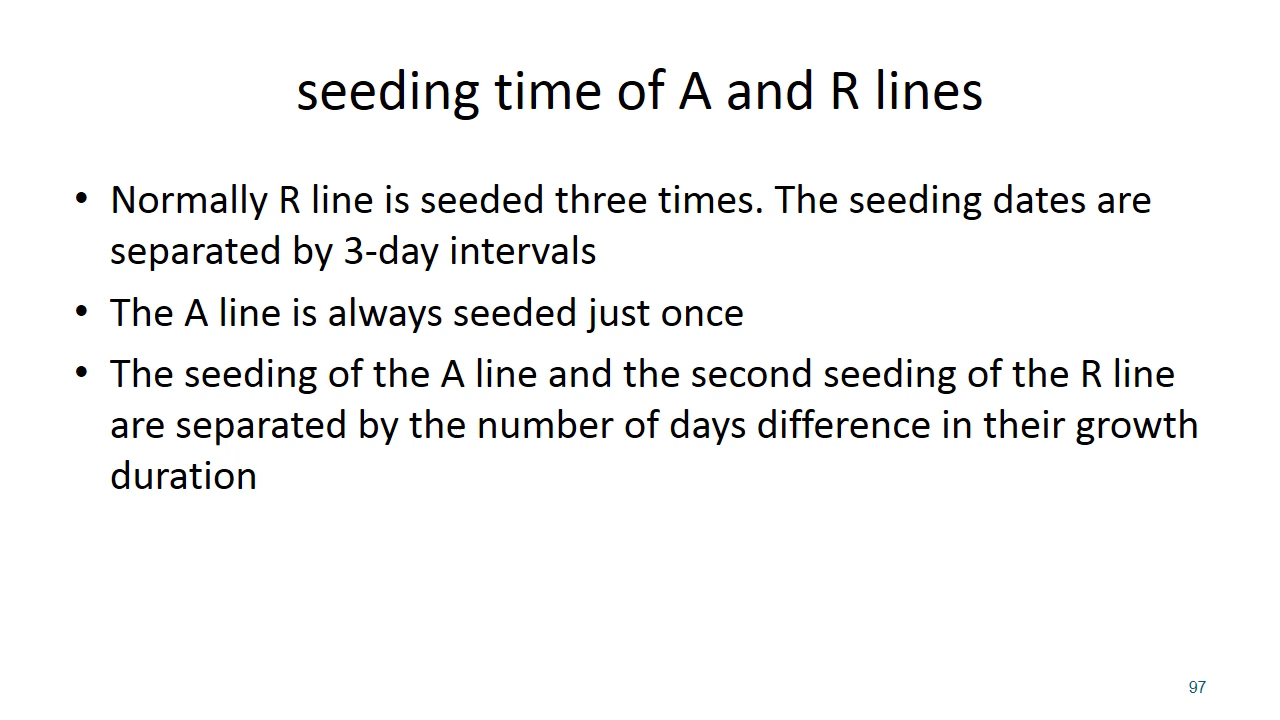 seeding time of A and R lines
• Normally R line is seeded three times. The seeding dates are
separated by 3-day intervals
• The A line is always seeded just once
• The seeding of the A line and the second seeding of the R line
are separated by the number of days difference in their growth
duration
97